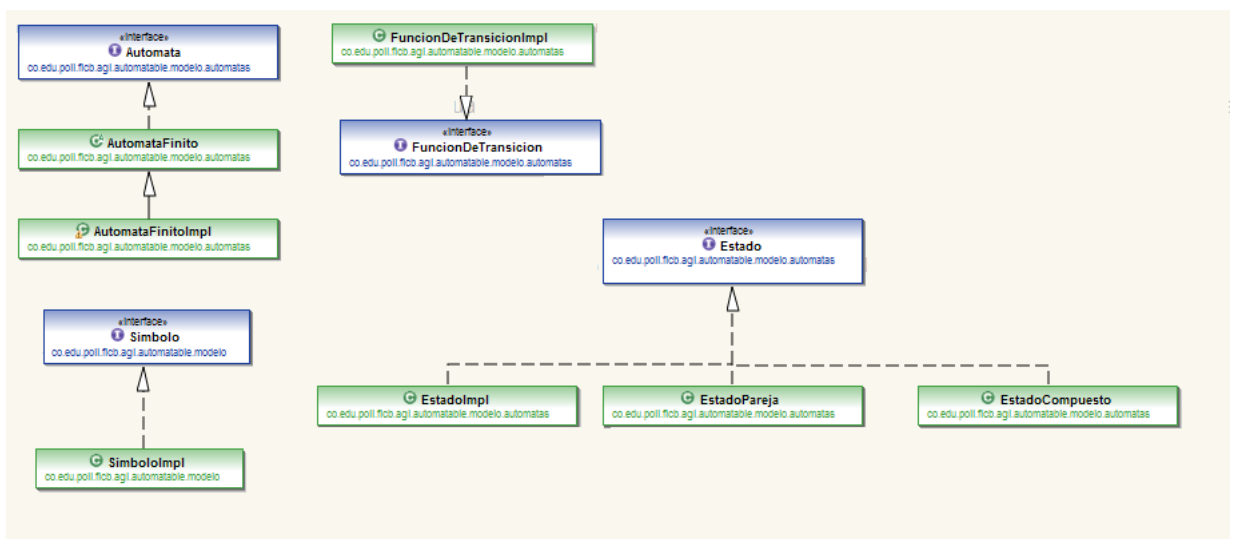 «interface»
Automata
co.edu.poli.ficb.agl.automatable.modelo.automatas
AutomataFinito
co.edu.poli.ficb.agl.automatable.modelo.automatas
AutomataFinitoImpl
co.edu.poli.ficb.agl.automatable.modelo.automatas
«interface»
Simbolo
co.edu.poli.ficb.agl.automatable.modelo
SimboloImpl
co.edu.poli.ficb.agl.automatable.modelo
FuncionDeTransicionImpl
co.edu.poli.ficb.agl.automatable.modelo.automatas
«interface»
FuncionDeTransicion
co.edu.poli.ficb.agl.automatable.modelo.automatas
«interface»
Estado
co.edu.poli.ficb.agl.automatable.modelo.automatas
EstadoImpl
co.edu.poli.ficb.agl.automatable.modelo.automatas
EstadoPareja
co.edu.poli.ficb.agl.automatable.modelo.automatas
EstadoCompuesto
co.edu.poli.ficb.agl.automatable.modelo.automatas